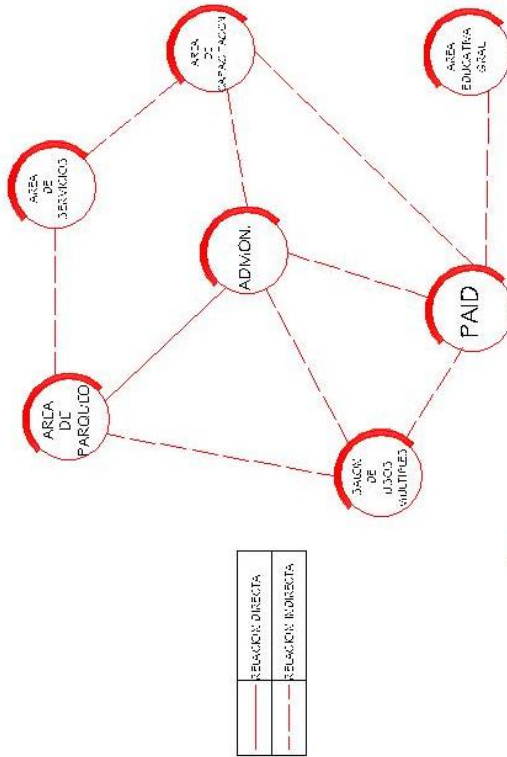 AREA
DE
CAPACITACION
AREA
EDUCATIVA
GRAL
AREA
DE
SERVICIOS
ADMON.
PAID
AREA
DE
PARQUEO
SALON
DE
USOS
MULTIPLES
RELACION DIRECTA
RELACION INDIRECTA